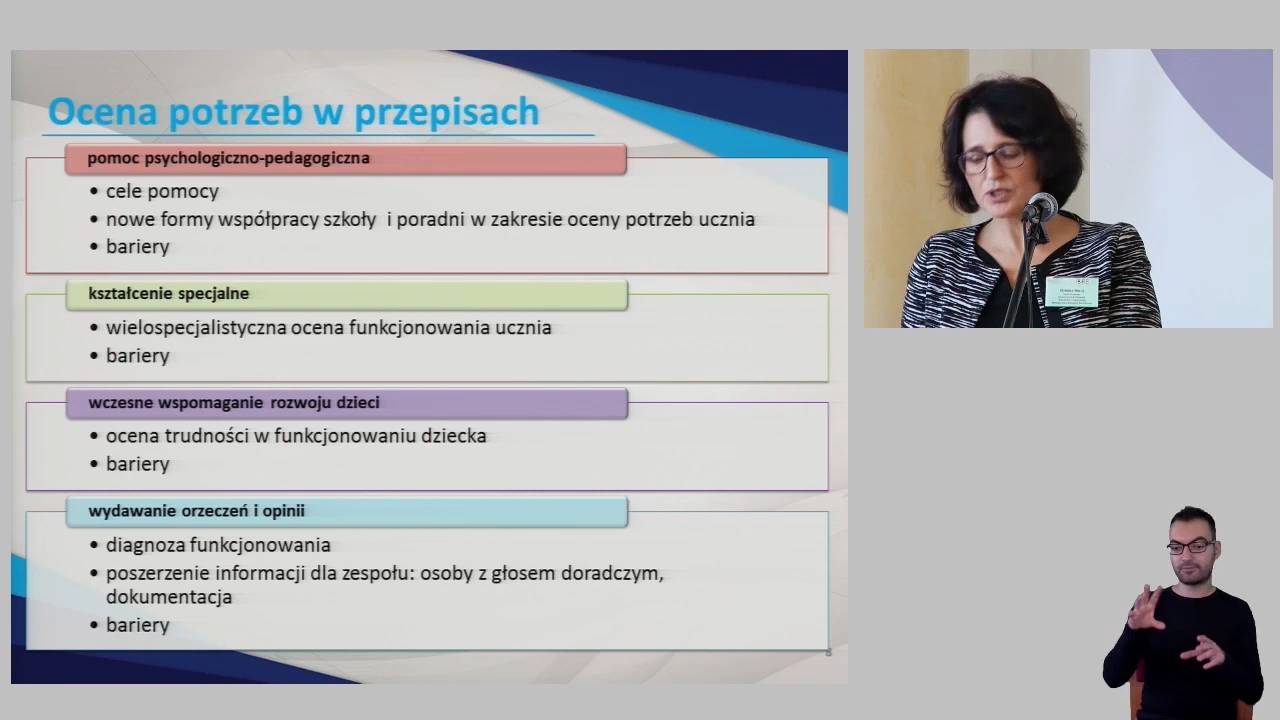 Ocena potrzeb w przepisach
pomoc psychologiczno-pedagogiczna
• cele pomocy
• nowe formy współpracy szkoły i poradni w zakresie oceny potrzeb ucznia
• bariery
kształcenie specjalne
• wielospecjalistyczna ocena funkcjonowania ucznia
• bariery
wczesne wspomaganie rozwoju dzieci
• ocena trudności w funkcjonowaniu dziecka
• bariery
wydawanie orzeczeń i opinii
• diagnoza funkcjonowania
• poszerzenie informacji dla zespołu: osoby z głosem doradczym,
dokumentacja
• bariery
8